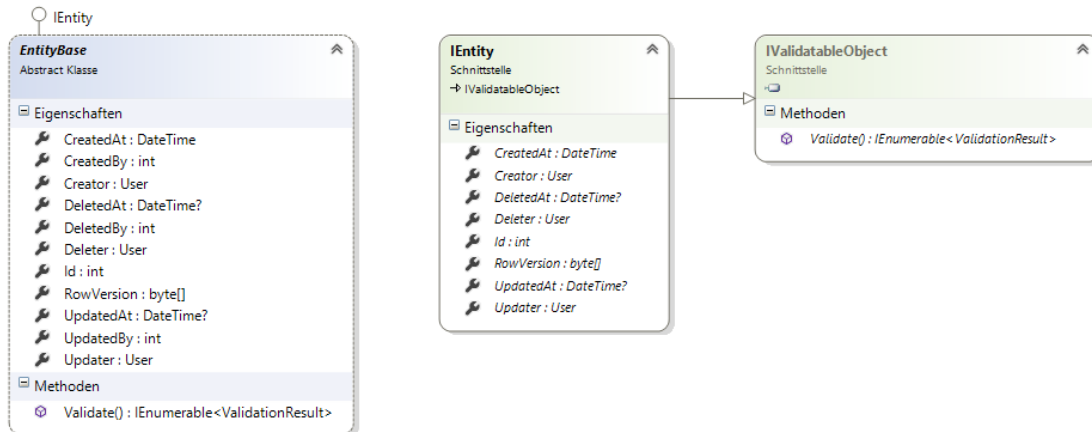 IEntity
EntityBase
Abstract Klasse
Eigenschaften
CreatedAt : DateTime
CreatedBy : int
Creator : User
DeletedAt : DateTime?
DeletedBy : int
Deleter : User
Id : int
RowVersion : byte[]
UpdatedAt : DateTime?
UpdatedBy : int
Updater : User
Methoden
Validate() : IEnumerable<ValidationResult>
IEntity
Schnittstelle
IValidatableObject
Eigenschaften
CreatedAt : DateTime
Creator : User
DeletedAt : DateTime?
Deleter : User
Id : int
RowVersion : byte[]
UpdatedAt : DateTime?
Updater : User
IValidatableObject
Schnittstelle
Methoden
Validate() : IEnumerable<ValidationResult>